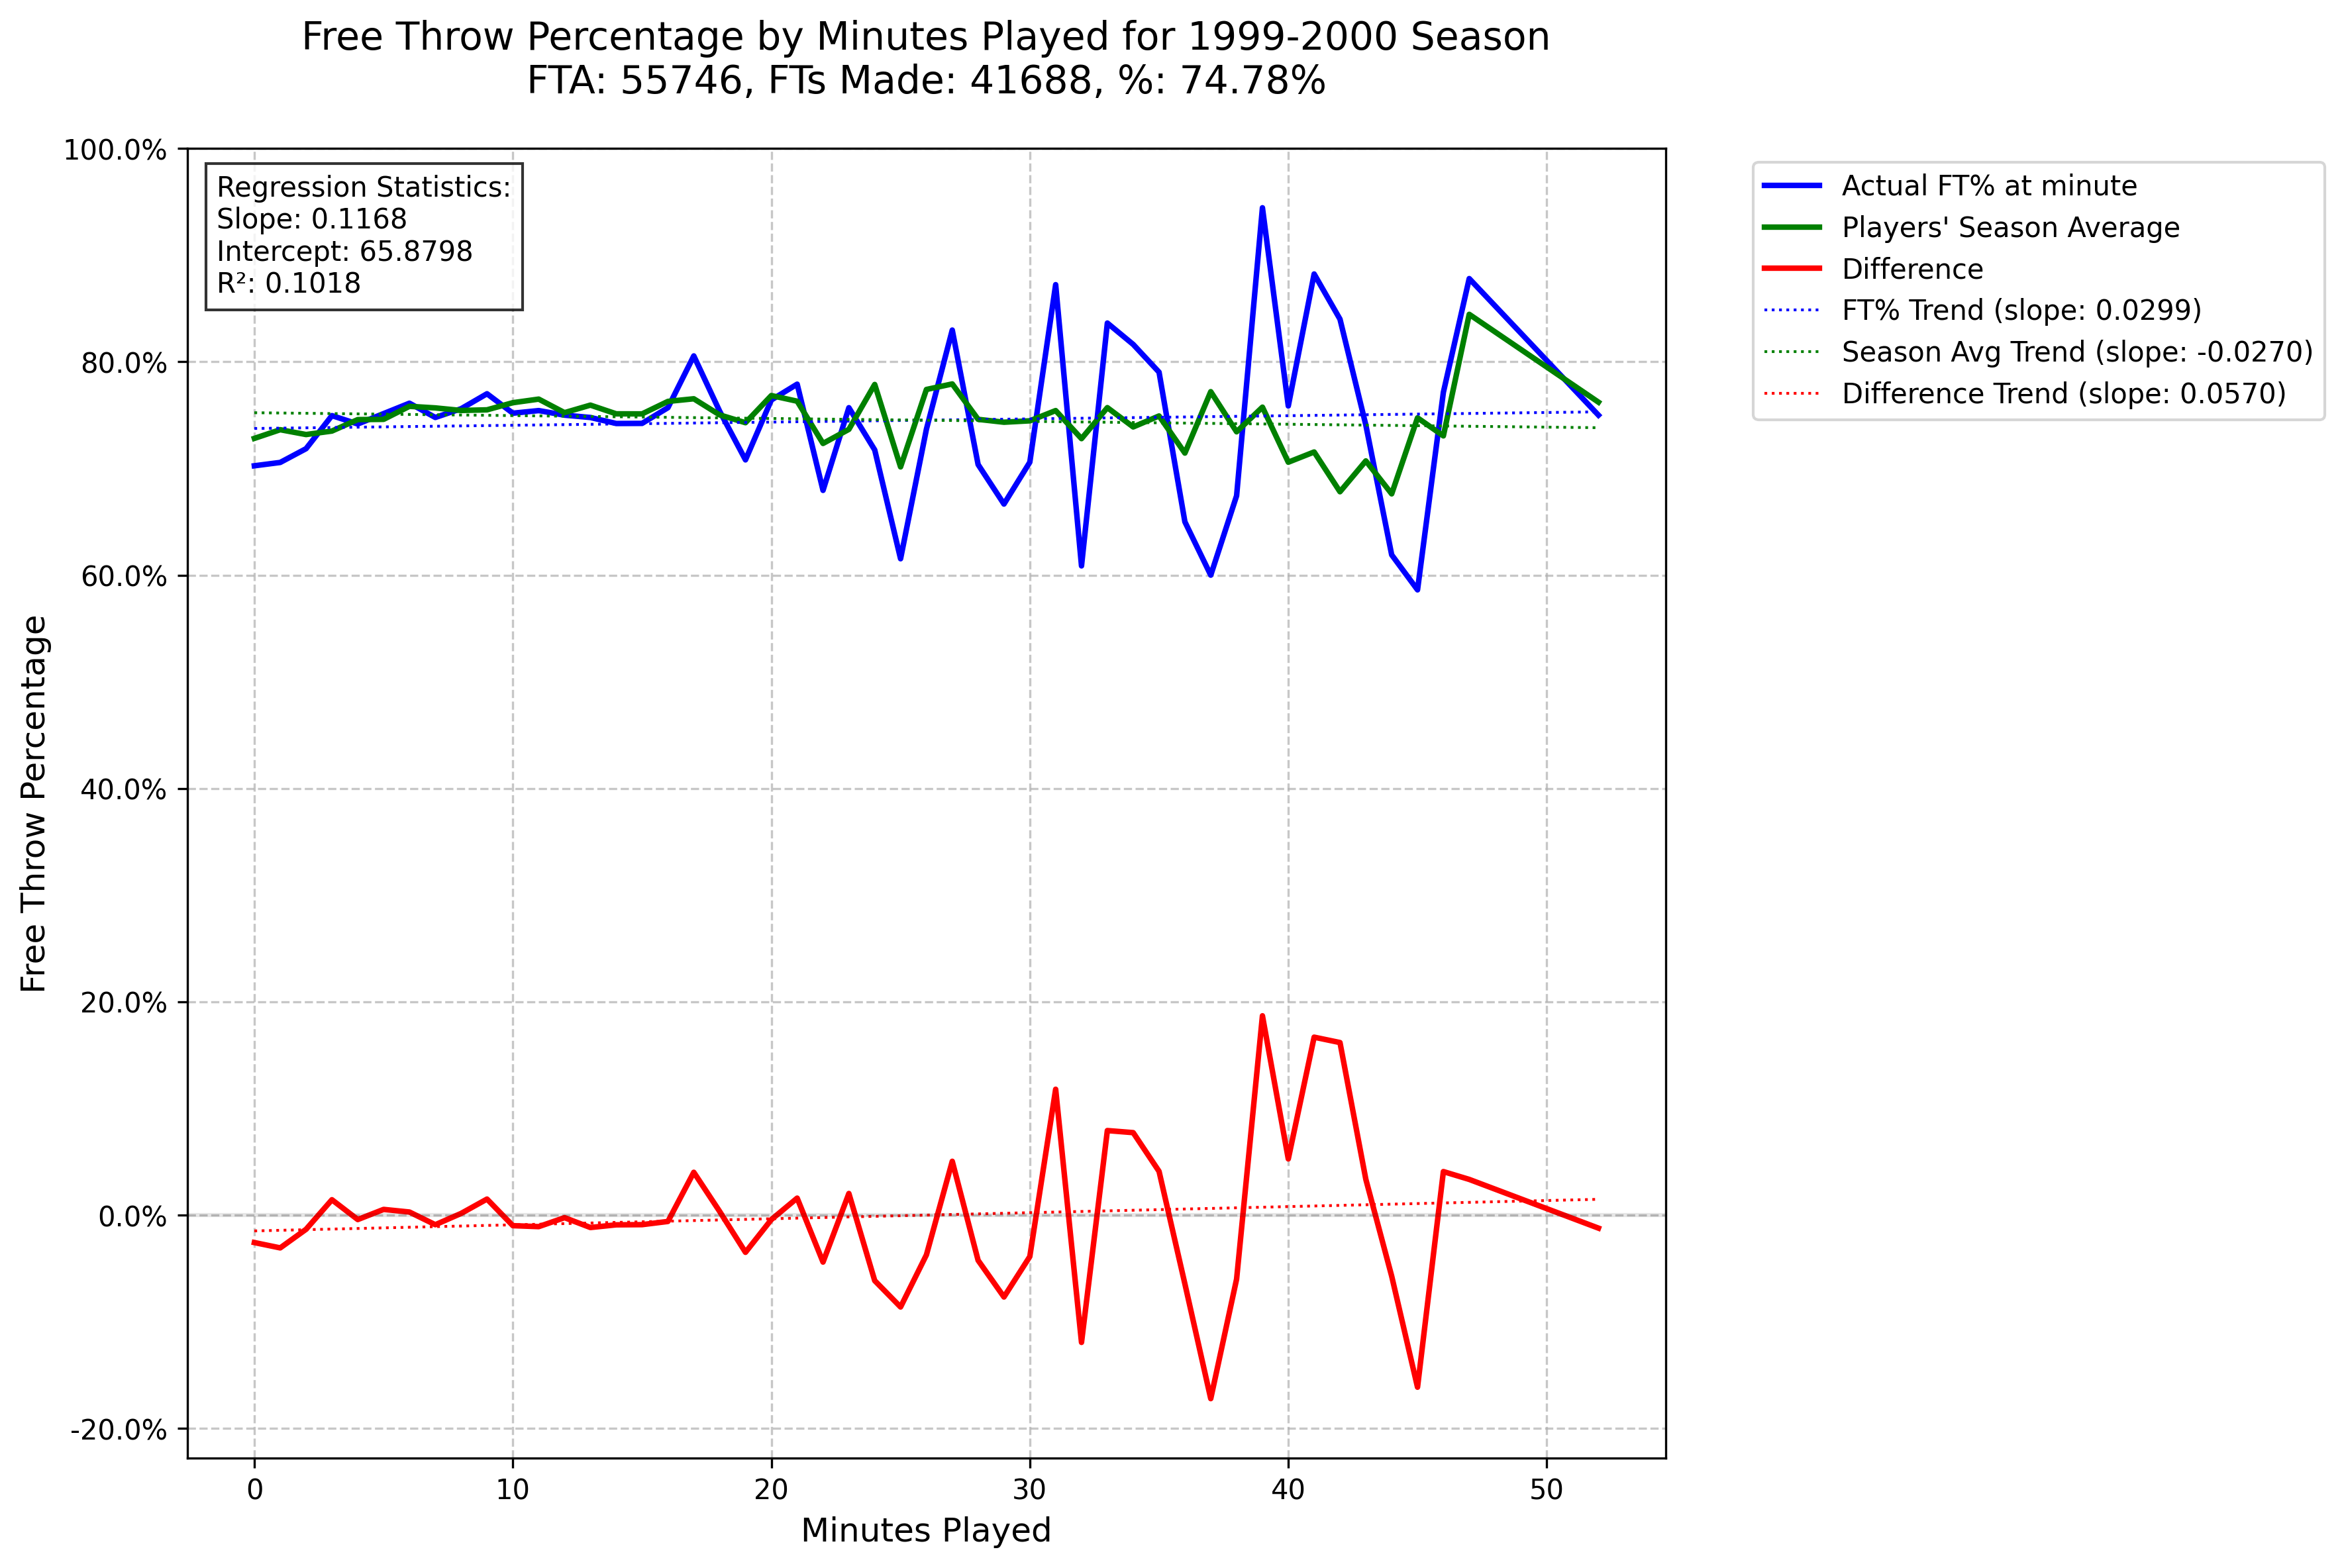 Free Throw Percentage by Minutes Played for 1999-2000 Season
FTA: 55746, FTs Made: 41688, %: 74.78%
100.0%
80.0%
60.0%
40.0%
20.0%
0.0%
-20.0%
Free Throw Percentage
Regression Statistics:
Slope: 0.1168
Intercept: 65.8798
R²: 0.1018
Actual FT% at minute
Players' Season Average
Difference
FT% Trend (slope: 0.0299)
Season Avg Trend (slope: -0.0270)
Difference Trend (slope: 0.0570)
0 10 20 30 40 50
Minutes Played